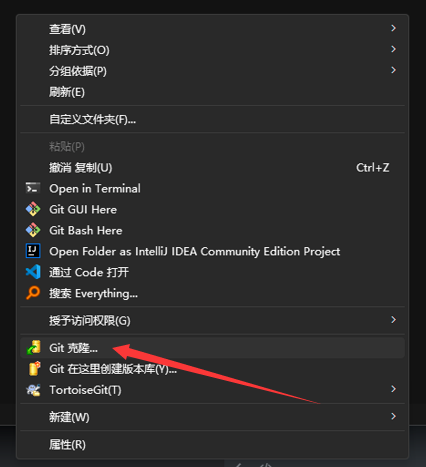 查看(V)
排序方式(O)
分组依据(P)
刷新(E)
自定义文件夹(F)...
粘贴(P)
撤消 复制(U) Ctrl+Z
Open in Terminal
Git GUI Here
Git Bash Here
Open Folder as IntelliJ IDEA Community Edition Project
通过 Code 打开
搜索 Everything...
授予访问权限(G)
Git 克隆...
Git 在这里创建版本库(Y)...
TortoiseGit(T)
新建(W)
属性(R)